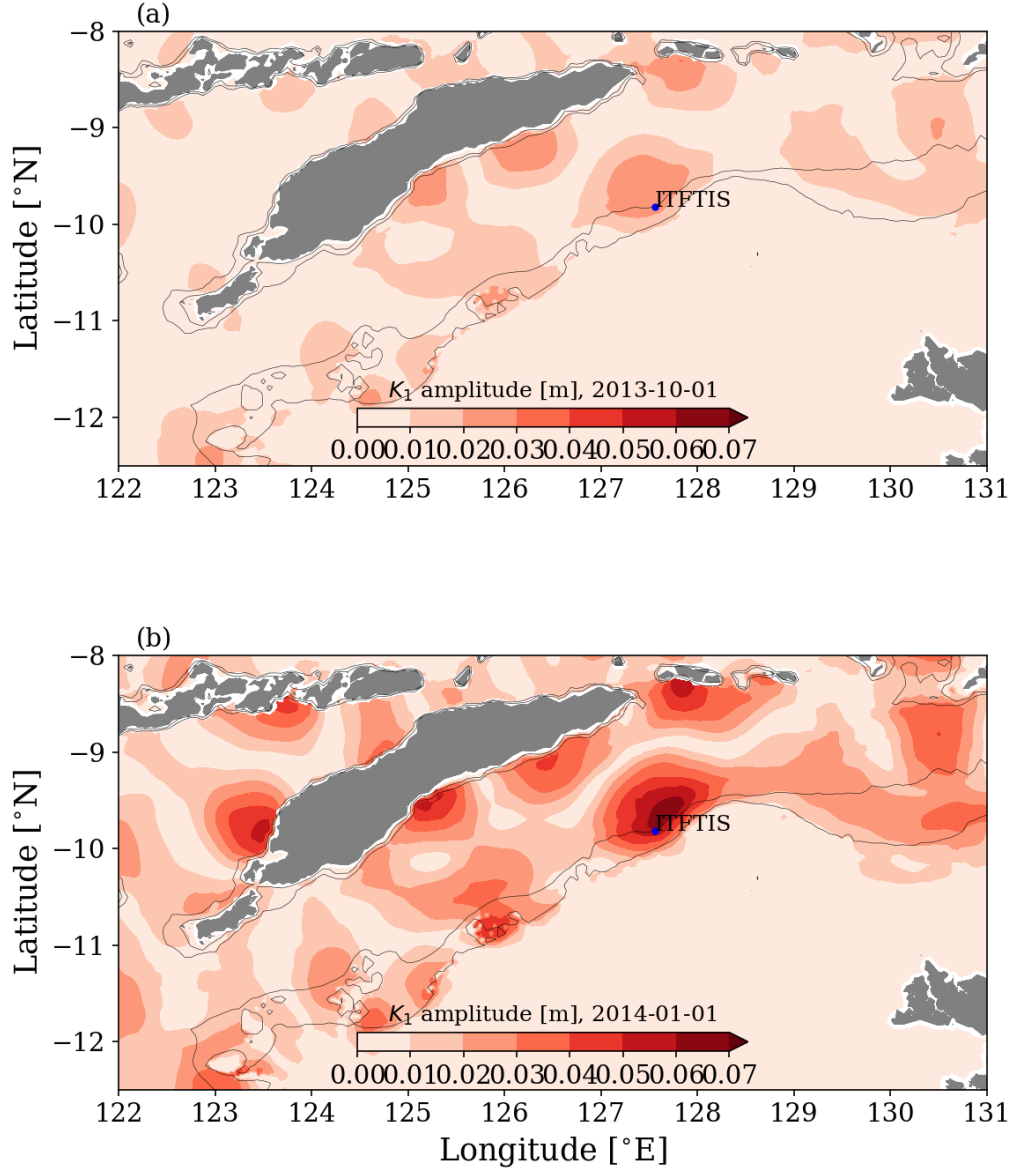 (a)
−8
−9
−10
−11
−12
Latitude [°N]
ITFTIS
K₁ amplitude [m], 2013-10-01
0.00 0.01 0.02 0.03 0.04 0.05 0.06 0.07
122 123 124 125 126 127 128 129 130 131
(b)
−8
−9
−10
−11
−12
Latitude [°N]
ITFTIS
K₁ amplitude [m], 2014-01-01
0.00 0.01 0.02 0.03 0.04 0.05 0.06 0.07
122 123 124 125 126 127 128 129 130 131
Longitude [°E]